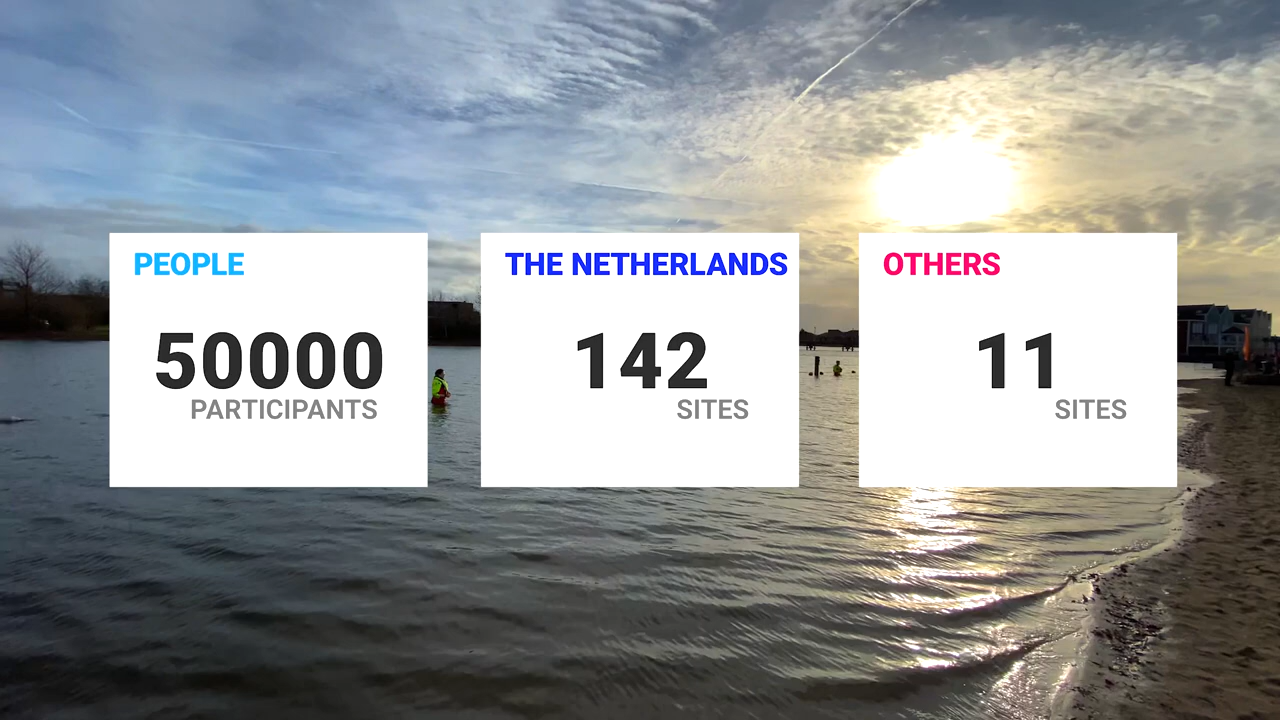 PEOPLE
50000
PARTICIPANTS
THE NETHERLANDS
142
SITES
OTHERS
11
SITES